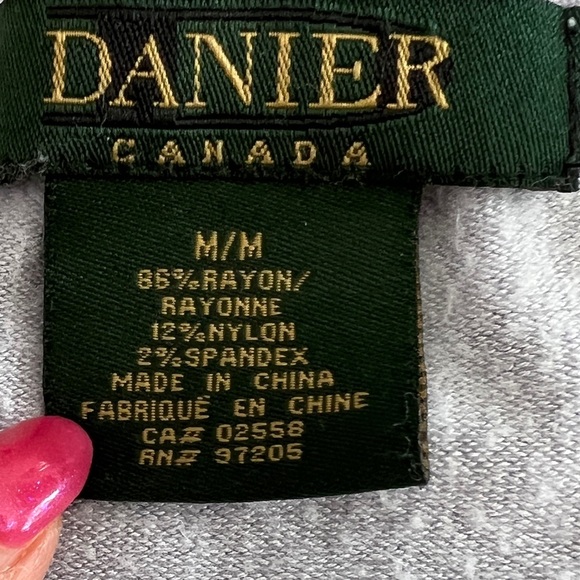 DANIER
CANADA
M/M
86%RAYON/
RAYONNE
12%NYLON
2%SPANDEX
MADE IN CHINA
FABRIQUÉ EN CHINE
CA# 02558
RN# 97205